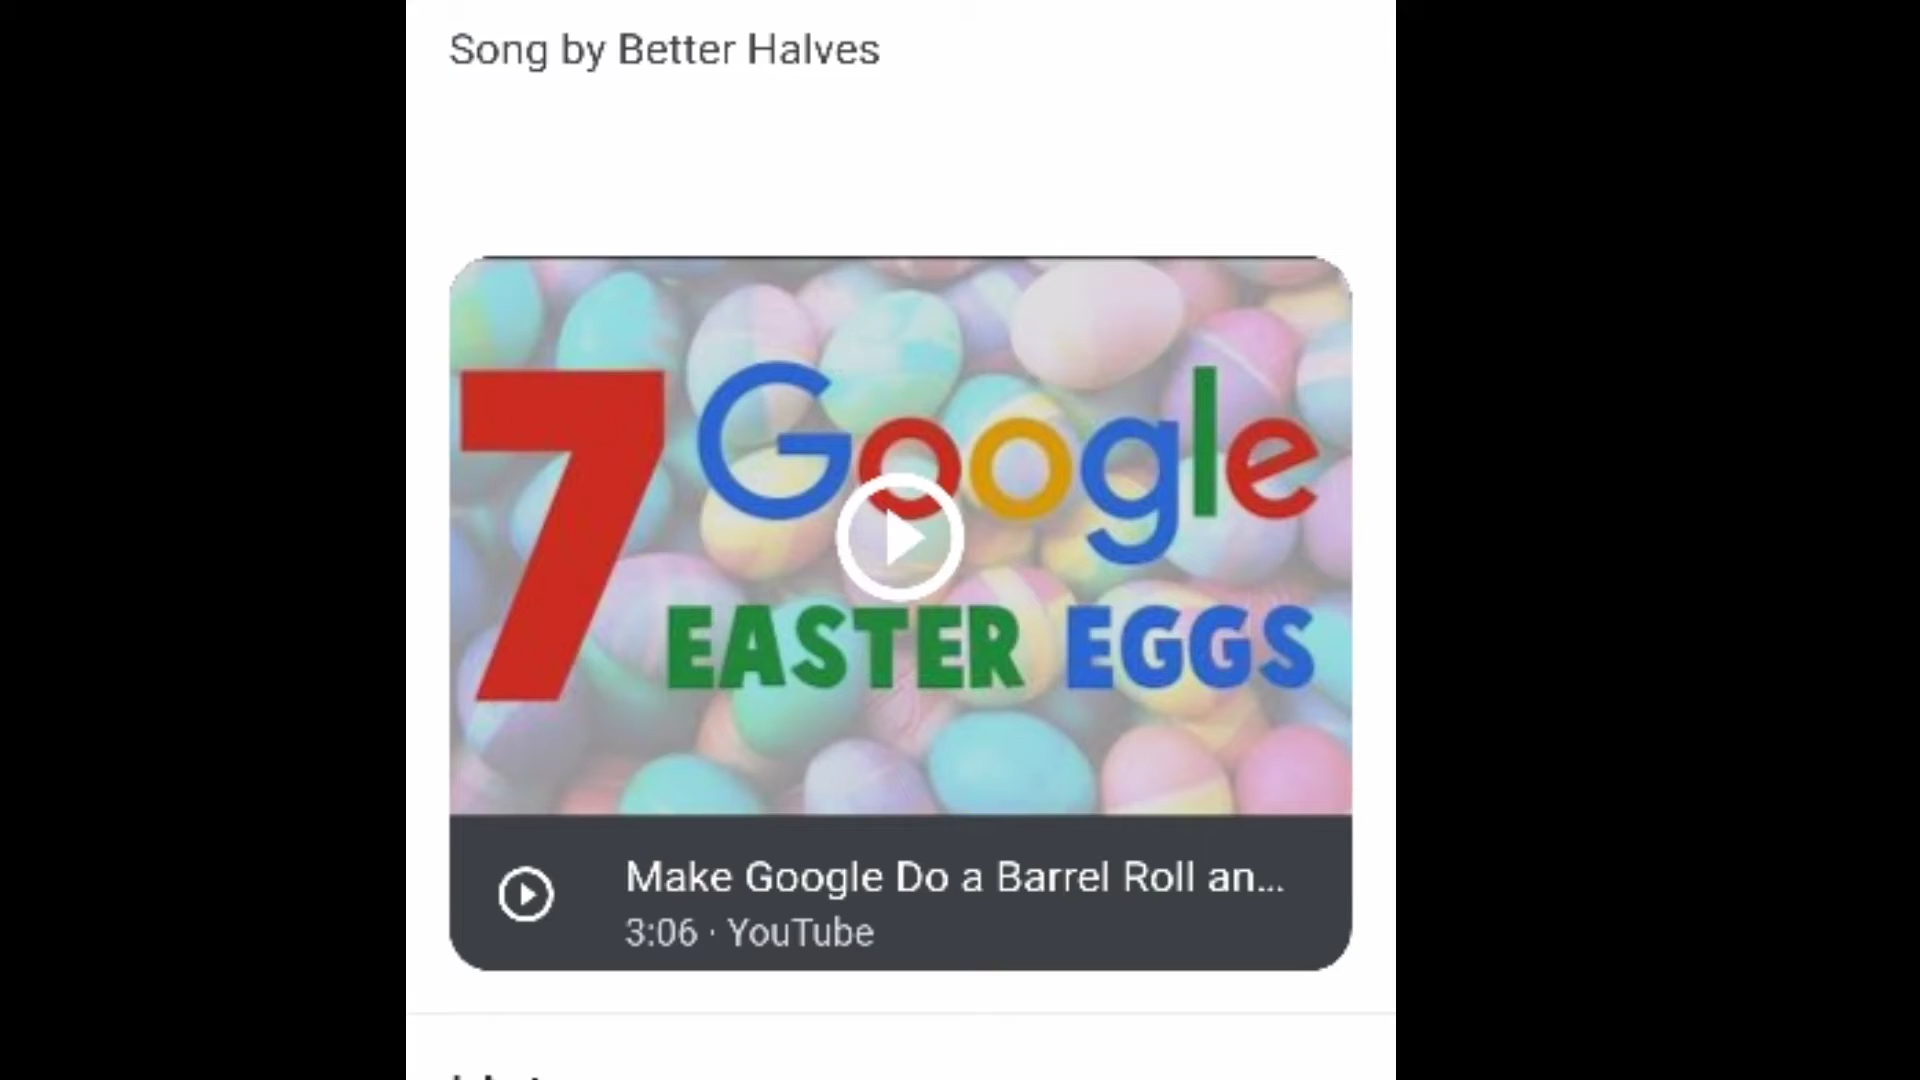 Song by Better Halves
7 Google
EASTER EGGS
Make Google Do a Barrel Roll an...
3:06 · YouTube